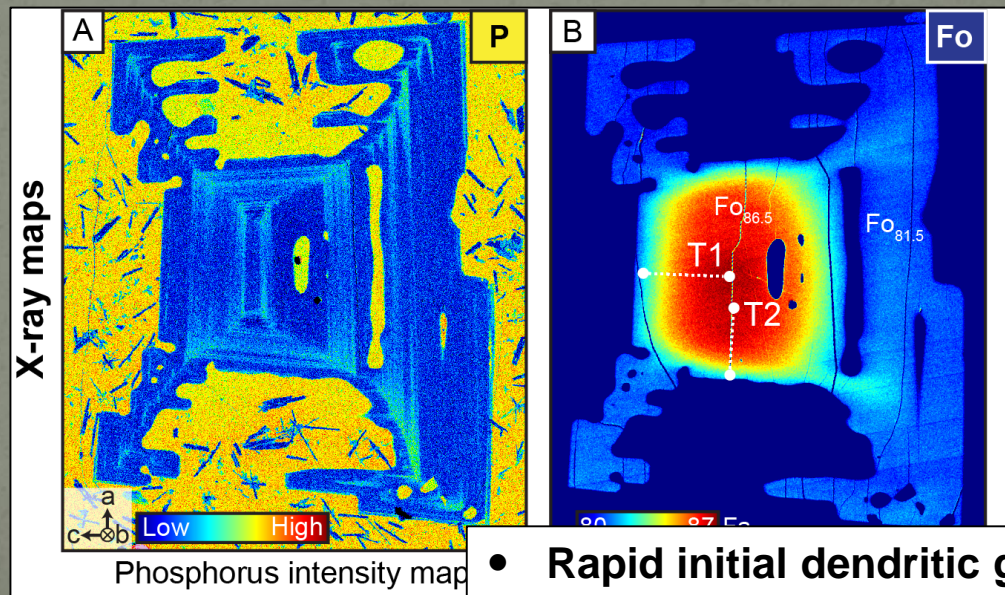 X-ray maps
A
P
B
Fo
Fo86.5
T1
T2
Fo81.5
a
c
b
Low
High
80
87
Phosphorus intensity map
• Rapid initial dendritic g